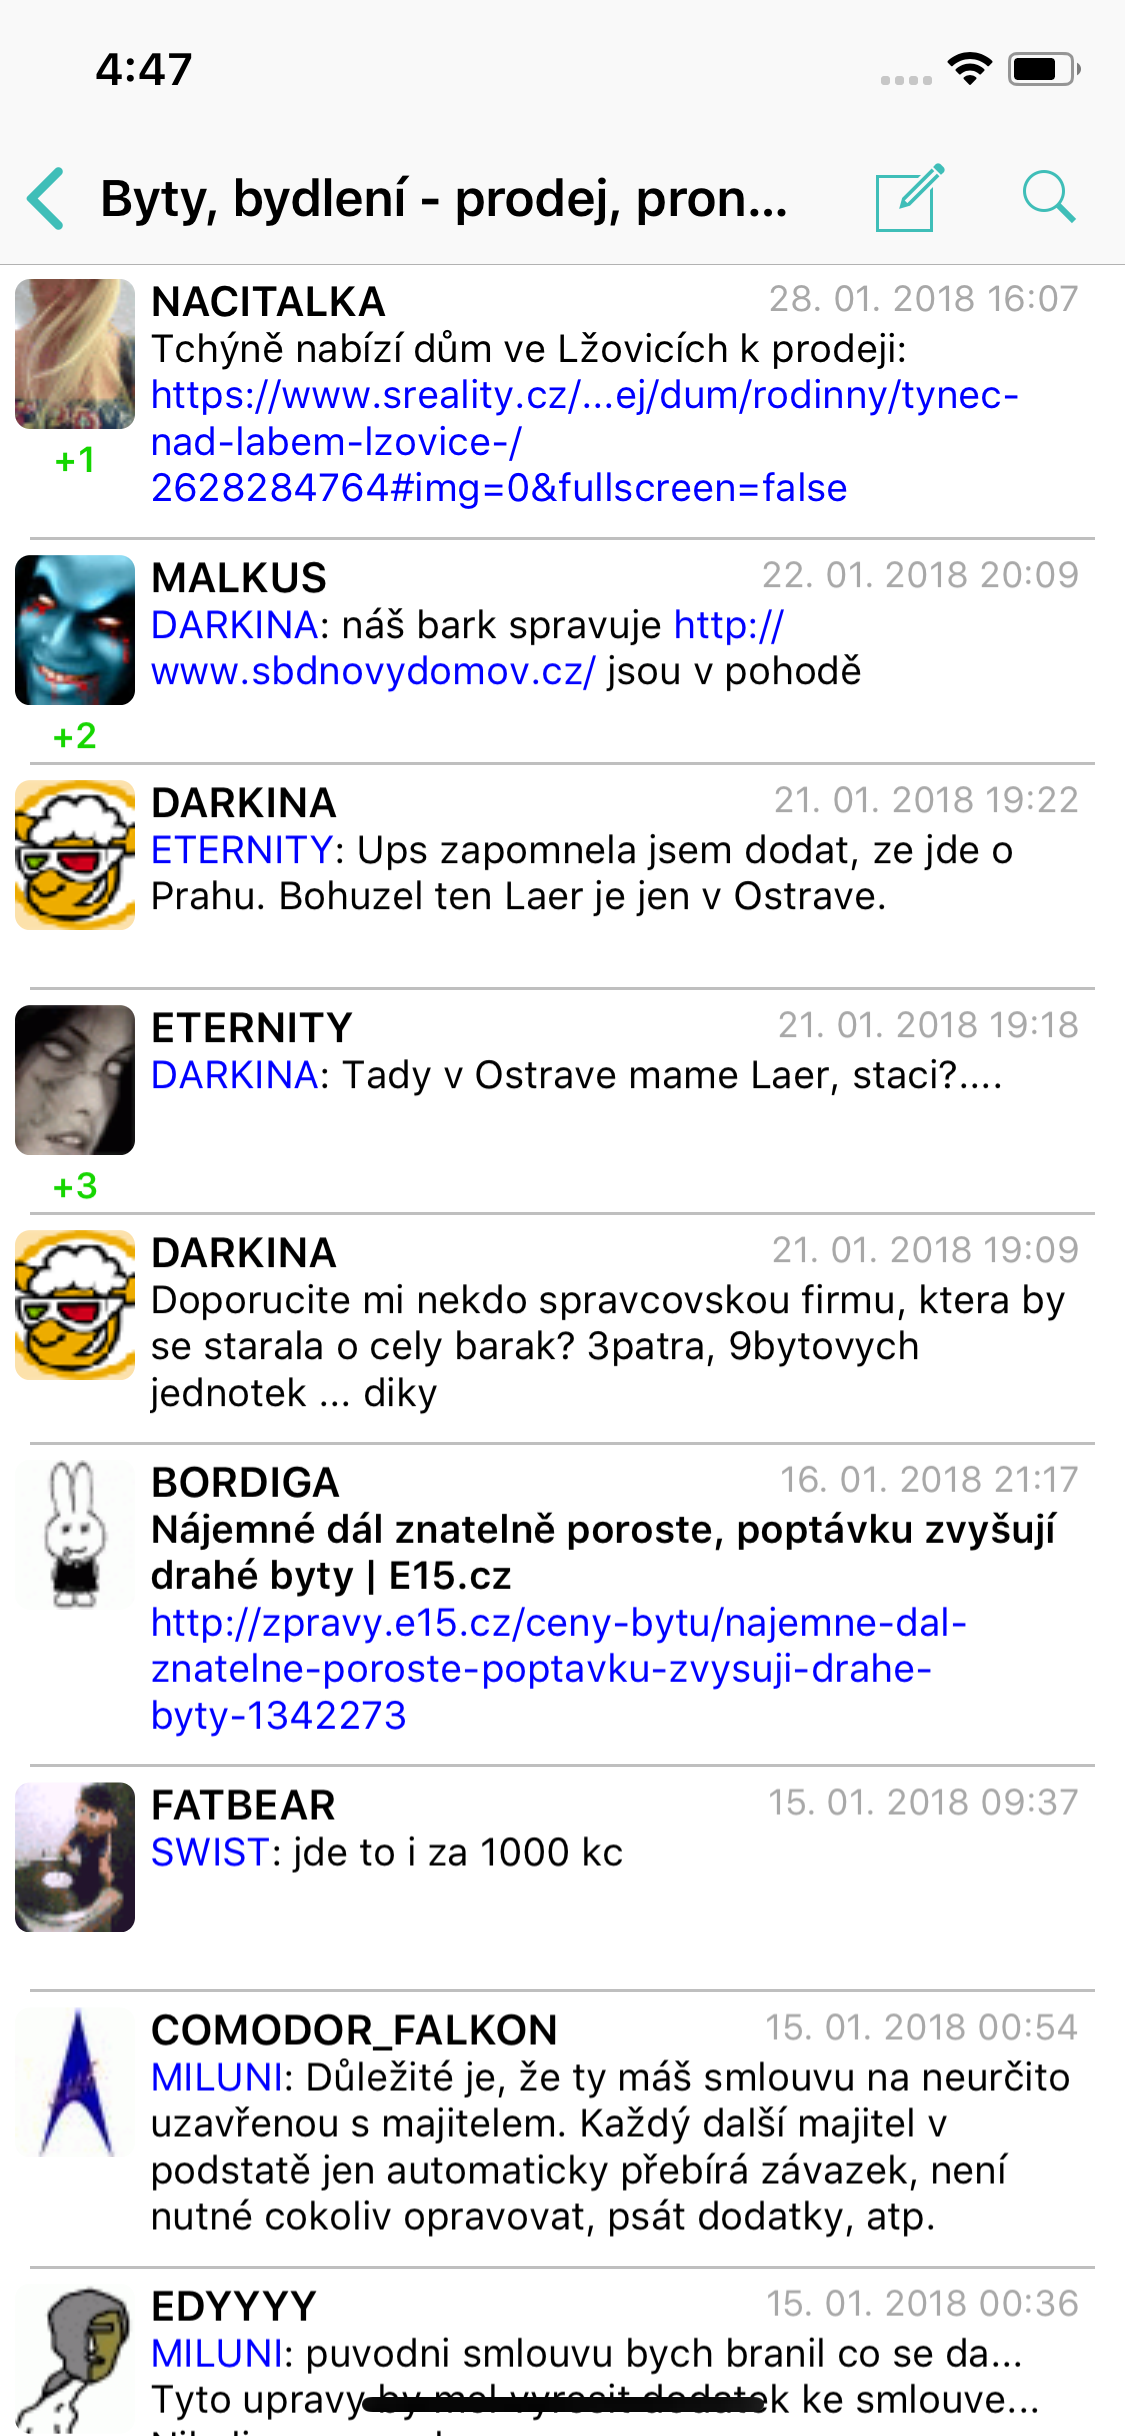 4:47
Byty, bydlení - prodej, pron...
NACITALKA 28. 01. 2018 16:07
Tchýně nabízí dům ve Lžovicích k prodeji:
https://www.sreality.cz/...ej/dum/rodinny/tynec-
nad-labem-lzovice-/
2628284764#img=0&fullscreen=false
+1
MALKUS 22. 01. 2018 20:09
DARKINA: náš bark spravuje http://
www.sbdnovydomov.cz/ jsou v pohodě
+2
DARKINA 21. 01. 2018 19:22
ETERNITY: Ups zapomnela jsem dodat, ze jde o
Prahu. Bohuzel ten Laer je jen v Ostrave.
ETERNITY 21. 01. 2018 19:18
DARKINA: Tady v Ostrave mame Laer, staci?....
+3
DARKINA 21. 01. 2018 19:09
Doporucite mi nekdo spravcovskou firmu, ktera by
se starala o cely barak? 3patra, 9bytovych
jednotek ... diky
BORDIGA 16. 01. 2018 21:17
Nájemné dál znatelně poroste, poptávku zvyšují
drahé byty | E15.cz
http://zpravy.e15.cz/ceny-bytu/najemne-dal-
znatelne-poroste-poptavku-zvysuji-drahe-
byty-1342273
FATBEAR 15. 01. 2018 09:37
SWIST: jde to i za 1000 kc
COMODOR_FALKON 15. 01. 2018 00:54
MILUNI: Důležité je, že ty máš smlouvu na neurčito
uzavřenou s majitelem. Každý další majitel v
podstatě jen automaticky přebírá závazek, není
nutné cokoliv opravovat, psát dodatky, atp.
EDYYYY 15. 01. 2018 00:36
MILUNI: puvodni smlouvu bych branil co se da...
Tyto upravy by mel vyresit dodatek ke smlouve...